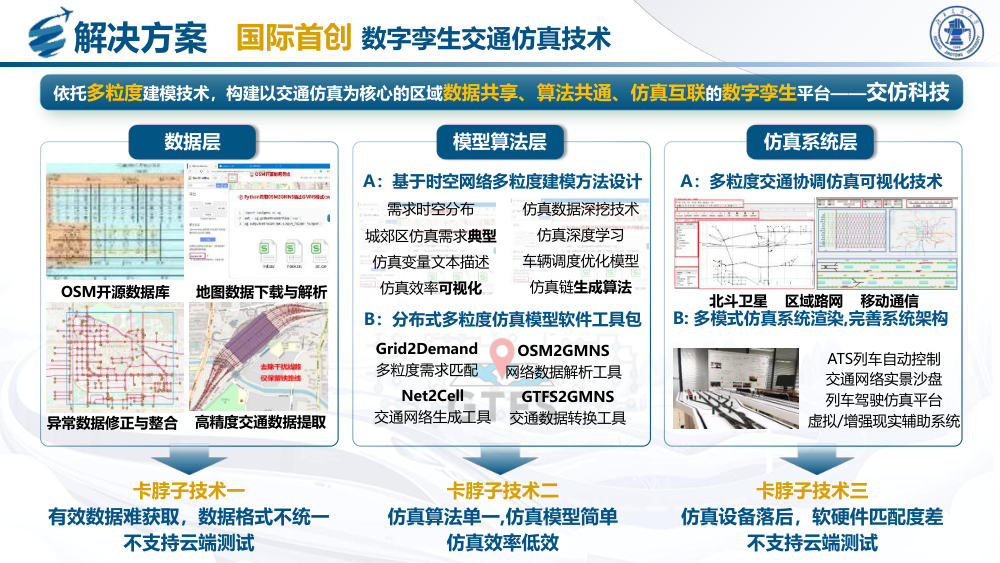 解决方案
国际首创 数字孪生交通仿真技术
依托多粒度建模技术，构建以交通仿真为核心的区域数据共享、算法共通、仿真互联的数字孪生平台——交仿科技
数据层
OSM开源数据库
地图数据下载与解析
去除干扰线路
仅保留铁路线
异常数据修正与整合
高精度交通数据提取
模型算法层
A：基于时空网络多粒度建模方法设计
需求时空分布
仿真数据深挖技术
城郊区仿真需求典型
仿真深度学习
仿真变量文本描述
车辆调度优化模型
仿真效率可视化
仿真链生成算法
B：分布式多粒度仿真模型软件工具包
Grid2Demand
多粒度需求匹配
OSM2GMNS
网络数据解析工具
Net2Cell
交通网络生成工具
GTFS2GMNS
交通数据转换工具
GTFS
仿真系统层
A：多粒度交通协调仿真可视化技术
北斗卫星 区域路网 移动通信
B: 多模式仿真系统渲染,完善系统架构
ATS列车自动控制
交通网络实景沙盘
列车驾驶仿真平台
虚拟/增强现实辅助系统
卡脖子技术一
有效数据难获取，数据格式不统一
不支持云端测试
卡脖子技术二
仿真算法单一,仿真模型简单
仿真效率低效
卡脖子技术三
仿真设备落后，软硬件匹配度差
不支持云端测试